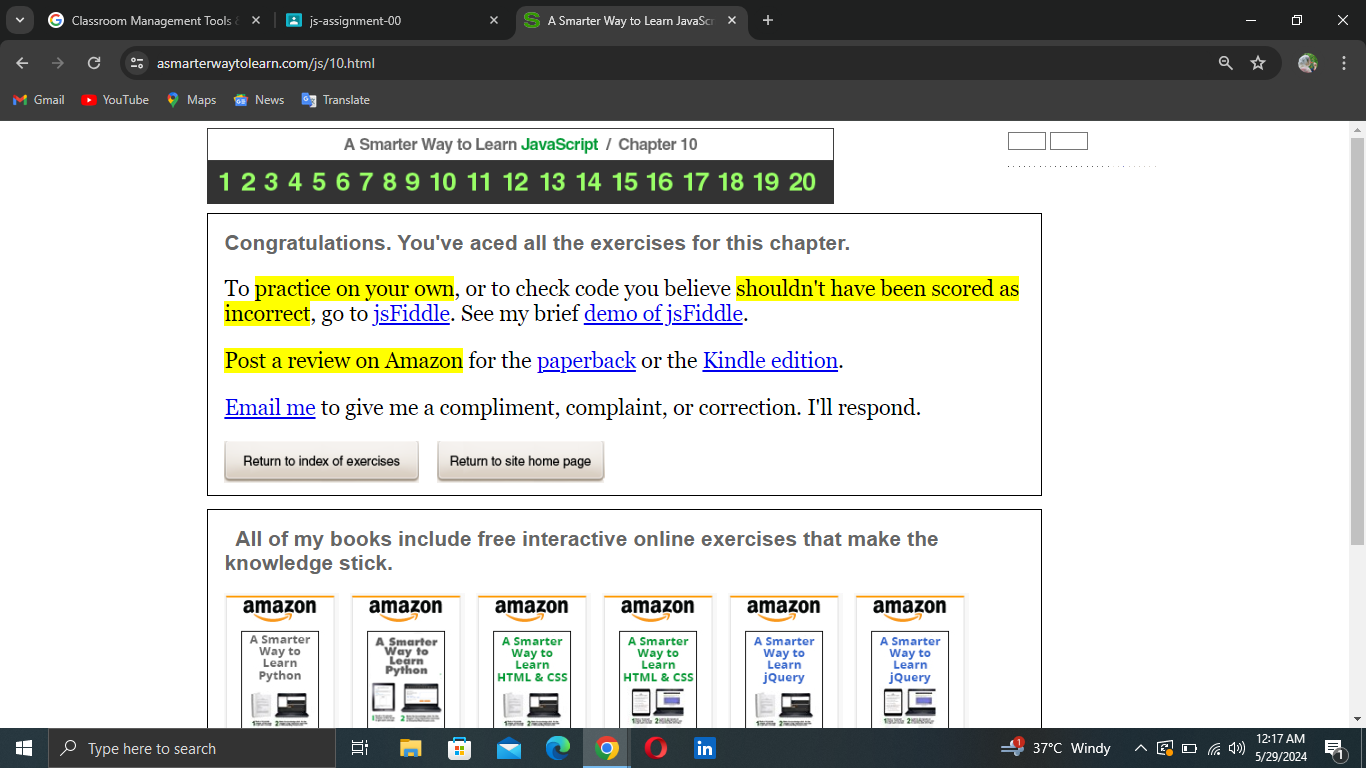 Classroom Management Tools &
js-assignment-00
A Smarter Way to Learn JavaScr
asmarterwaytolearn.com/js/10.html
Gmail
YouTube
Maps
News
Translate
A Smarter Way to Learn JavaScript / Chapter 10
1 2 3 4 5 6 7 8 9 10 11 12 13 14 15 16 17 18 19 20
Congratulations. You've aced all the exercises for this chapter.
To practice on your own, or to check code you believe shouldn't have been scored as
incorrect, go to jsFiddle. See my brief demo of jsFiddle.
Post a review on Amazon for the paperback or the Kindle edition.
Email me to give me a compliment, complaint, or correction. I'll respond.
Return to index of exercises
Return to site home page
All of my books include free interactive online exercises that make the
knowledge stick.
amazon
A Smarter
Way to
Learn
Python
amazon
A Smarter
Way to
Learn
Python
amazon
A Smarter
Way to
Learn
HTML & CSS
amazon
A Smarter
Way to
Learn
HTML & CSS
amazon
A Smarter
Way to
Learn
jQuery
amazon
A Smarter
Way to
Learn
jQuery
Type here to search
1
37°C Windy
12:17 AM
5/29/2024
1